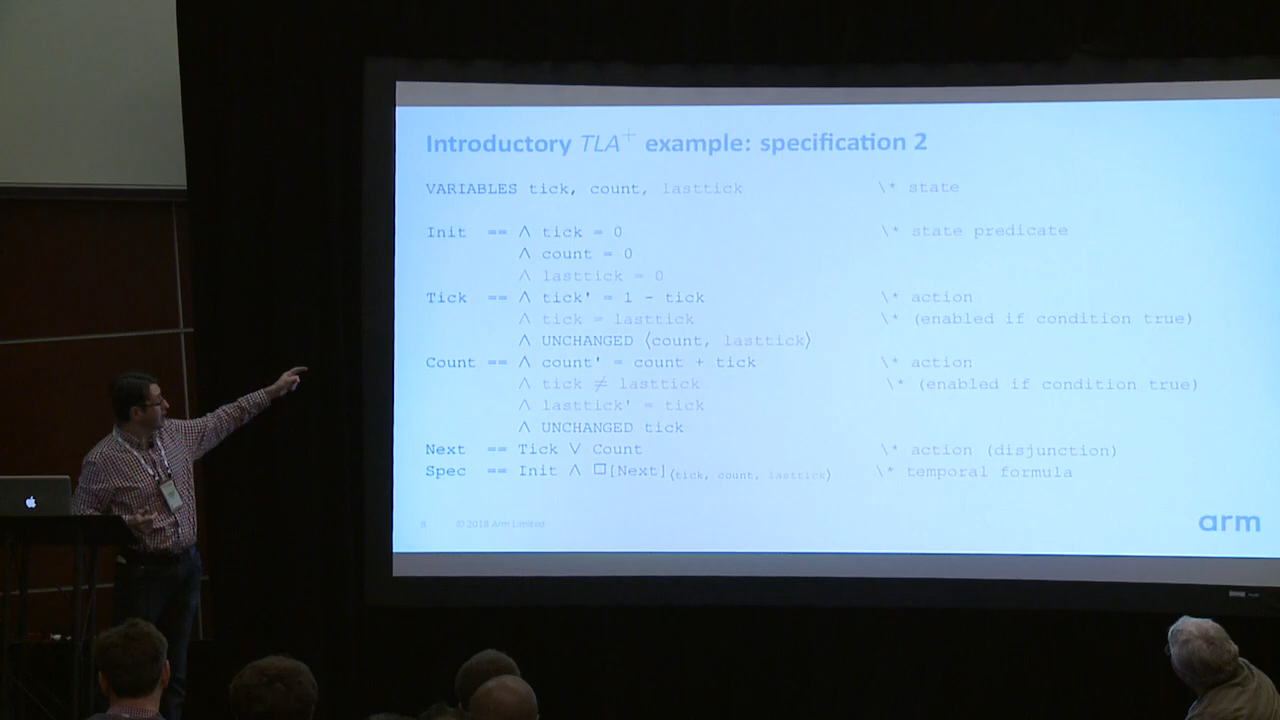 Introductory TLA+ example: specification 2
VARIABLES tick, count, lasttick \* state
Init == ∧ tick = 0 \* state predicate
∧ count = 0
∧ lasttick = 0
Tick == ∧ tick' = 1 - tick \* action
∧ tick = lasttick \* (enabled if condition true)
∧ UNCHANGED ⟨count, lasttick⟩
Count == ∧ count' = count + tick \* action
∧ tick ≠ lasttick \* (enabled if condition true)
∧ lasttick' = tick
∧ UNCHANGED tick
Next == Tick ∨ Count \* action (disjunction)
Spec == Init ∧ □[Next]⟨tick, count, lasttick⟩ \* temporal formula
8 © 2018 Arm Limited
arm